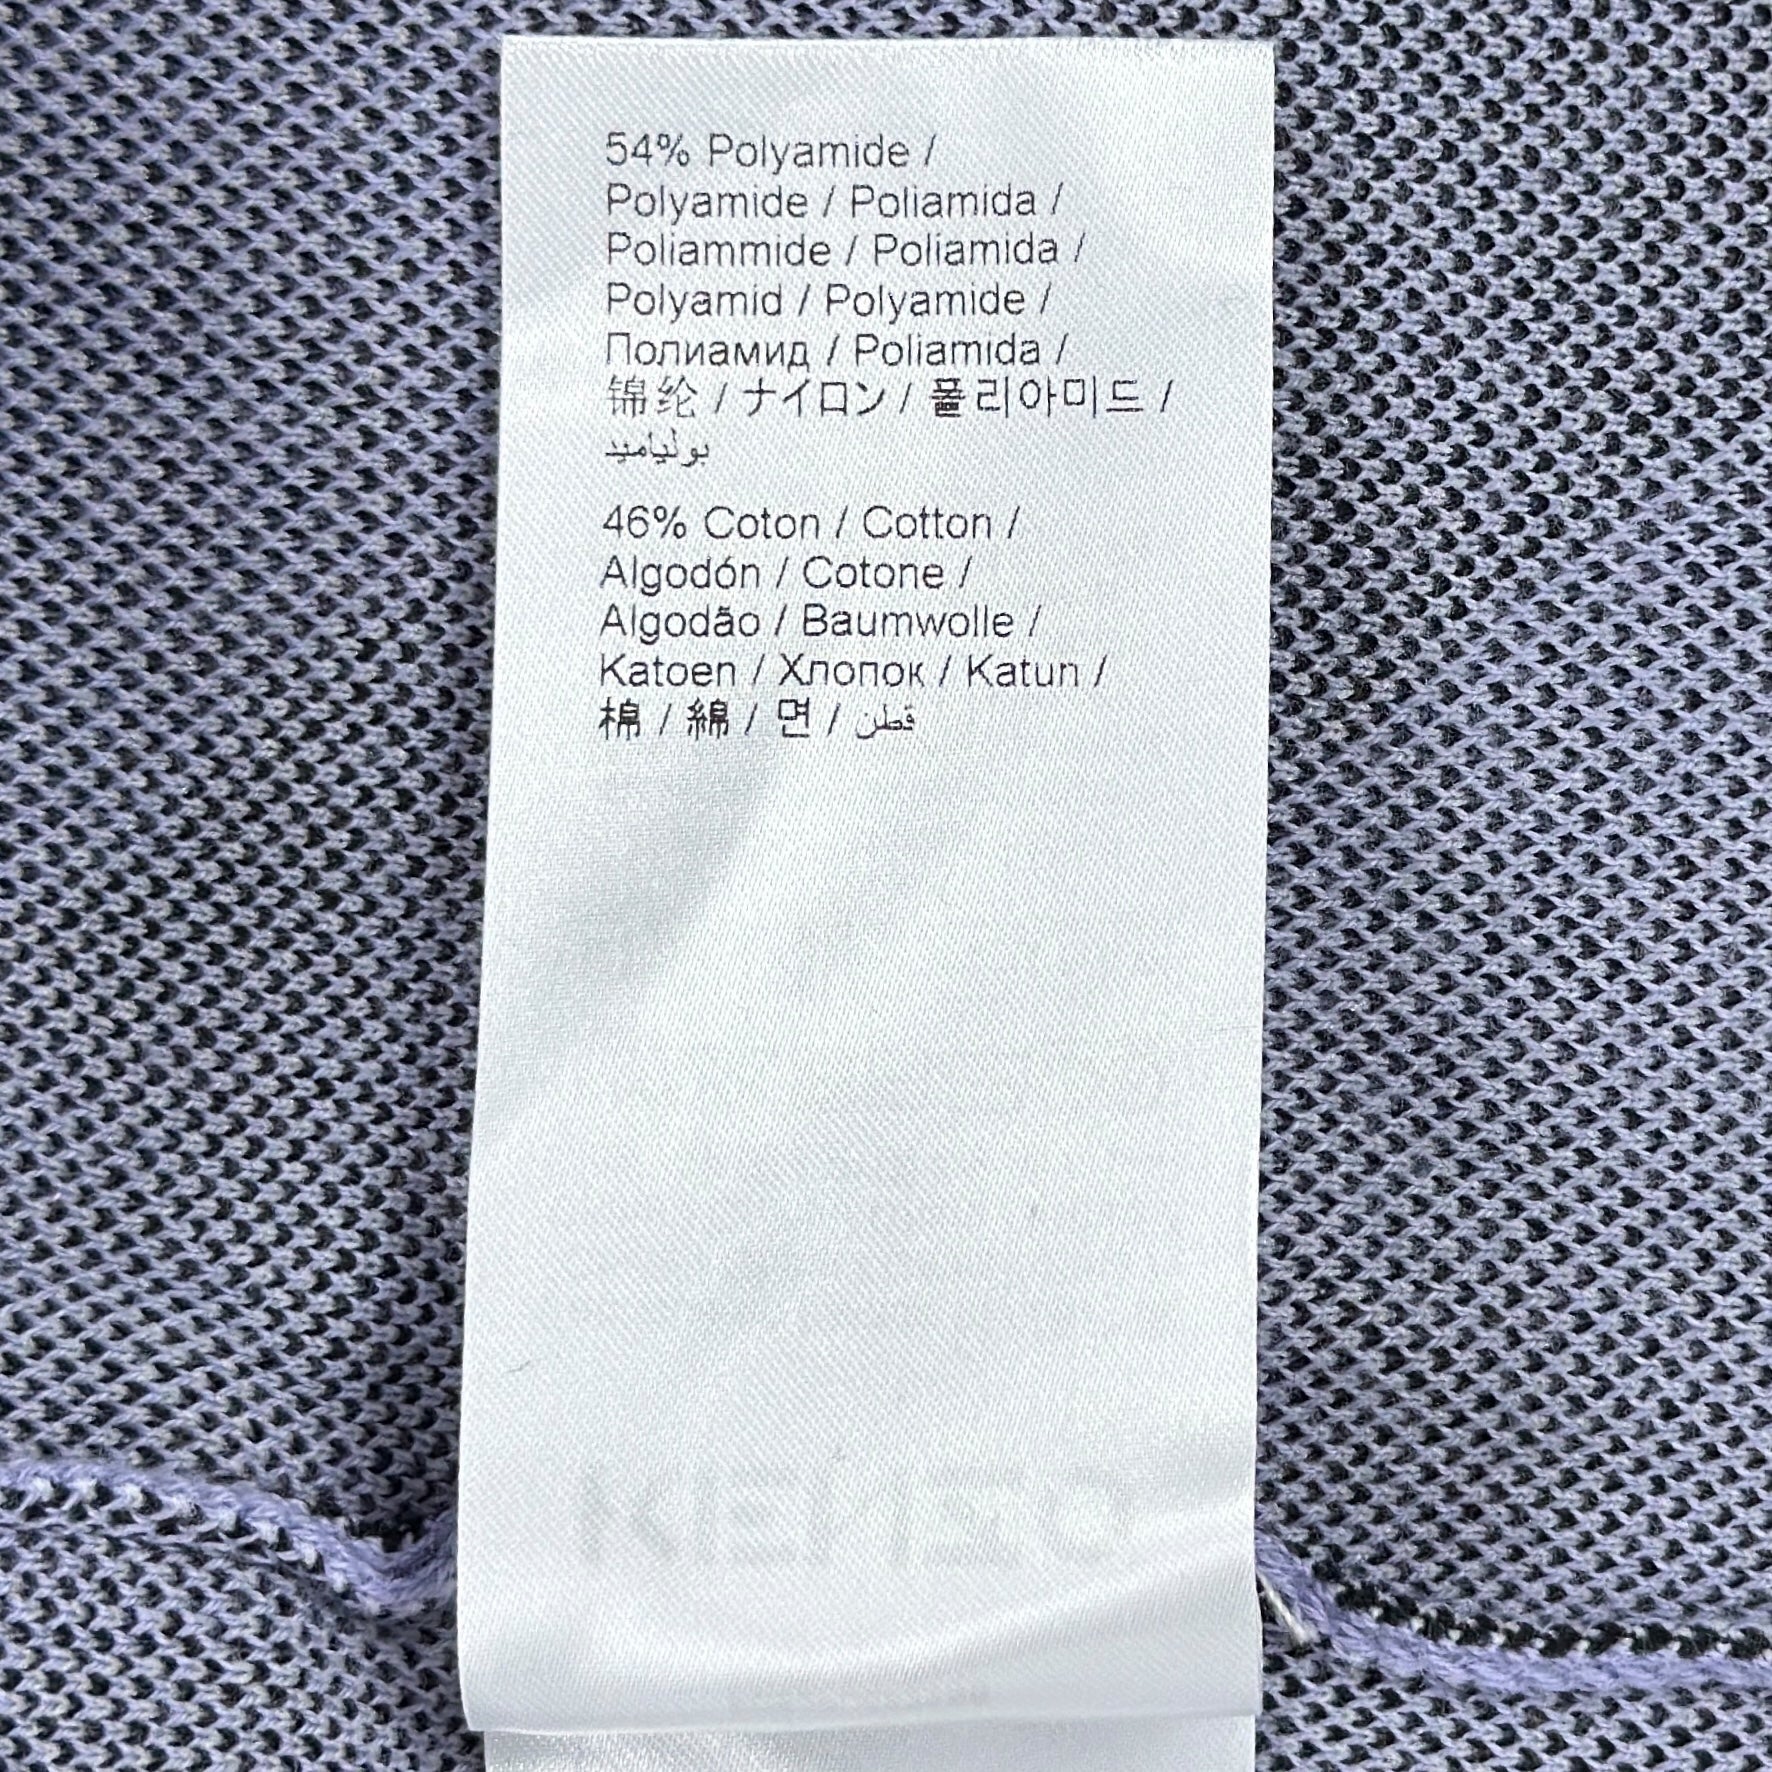 54% Polyamide /
Polyamide / Poliamida /
Poliammide / Poliamida /
Polyamid / Polyamide /
Полиамид / Poliamida /
锦纶 / ナイロン / 폴리아미드 /
بولياميد
46% Coton / Cotton /
Algodón / Cotone /
Algodão / Baumwolle /
Katoen / Хлопок / Katun /
棉 / 綿 / 면 / قطن
KENZO